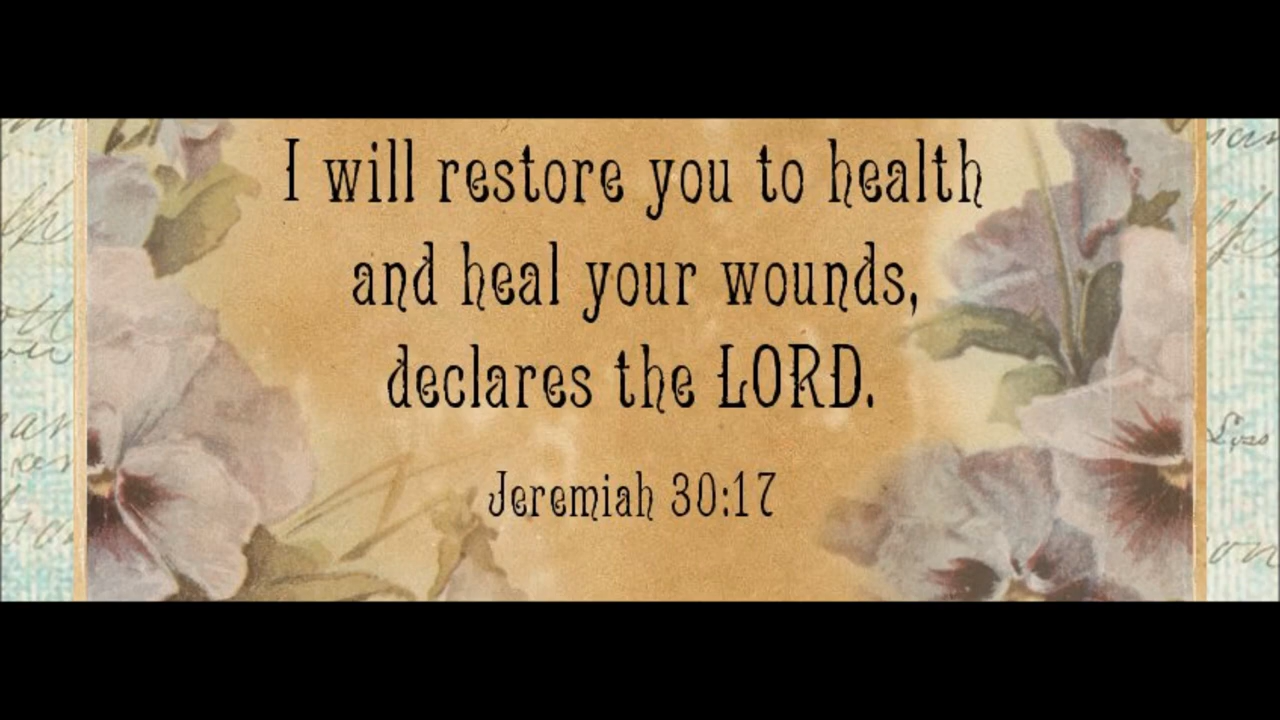 I will restore you to health
and heal your wounds,
declares the LORD.
Jeremiah 30:17